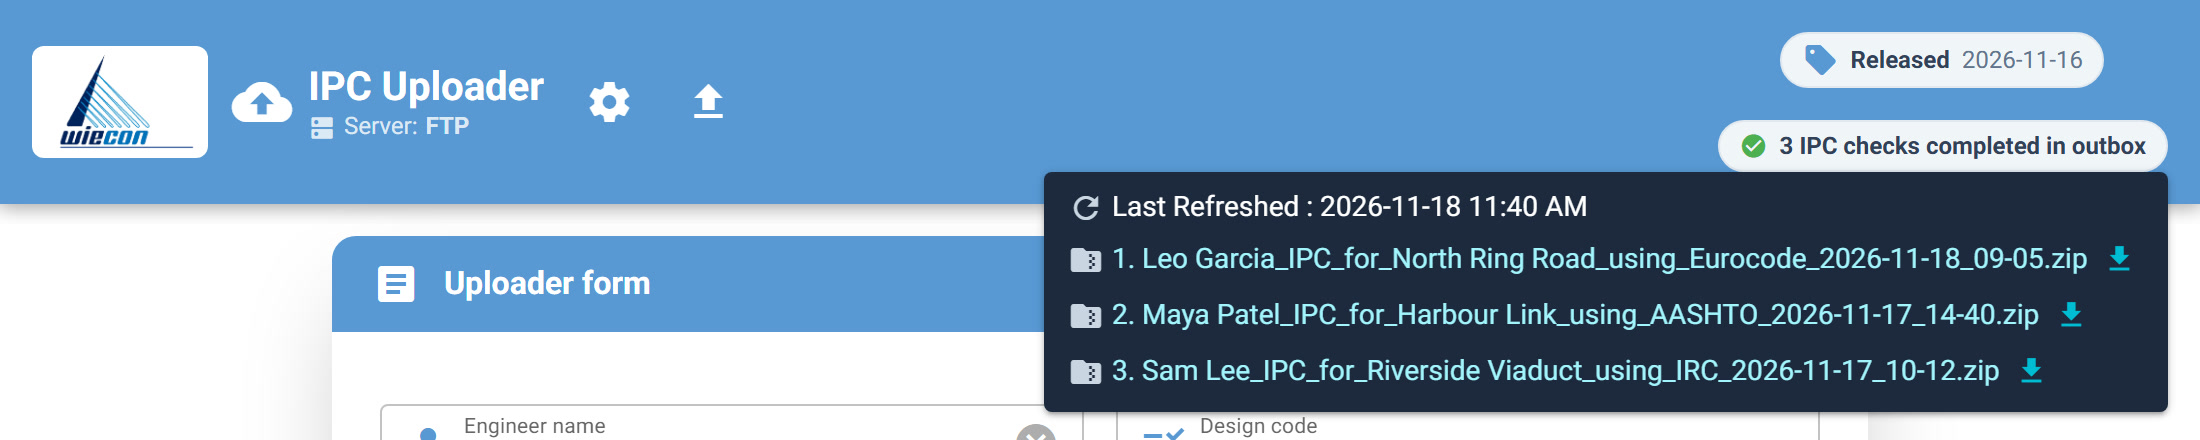 wiecon
IPC Uploader
Server: FTP
Released 2026-11-16
3 IPC checks completed in outbox
Last Refreshed : 2026-11-18 11:40 AM
1. Leo Garcia_IPC_for_North Ring Road_using_Eurocode_2026-11-18_09-05.zip
2. Maya Patel_IPC_for_Harbour Link_using_AASHTO_2026-11-17_14-40.zip
3. Sam Lee_IPC_for_Riverside Viaduct_using_IRC_2026-11-17_10-12.zip
Uploader form
Engineer name
Design code